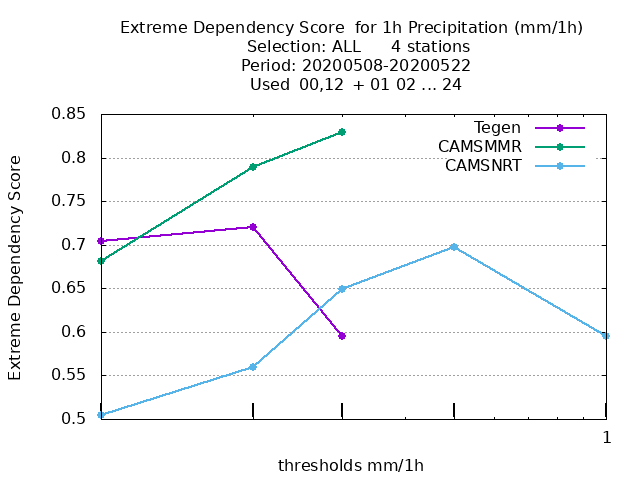 Extreme Dependency Score  for 1h Precipitation (mm/1h)
Selection: ALL      4 stations
Period: 20200508-20200522
Used  00,12  + 01 02 ... 24
Extreme Dependency Score
0.85
0.8
0.75
0.7
0.65
0.6
0.55
0.5
Tegen
CAMSMMR
CAMSNRT
1
thresholds mm/1h